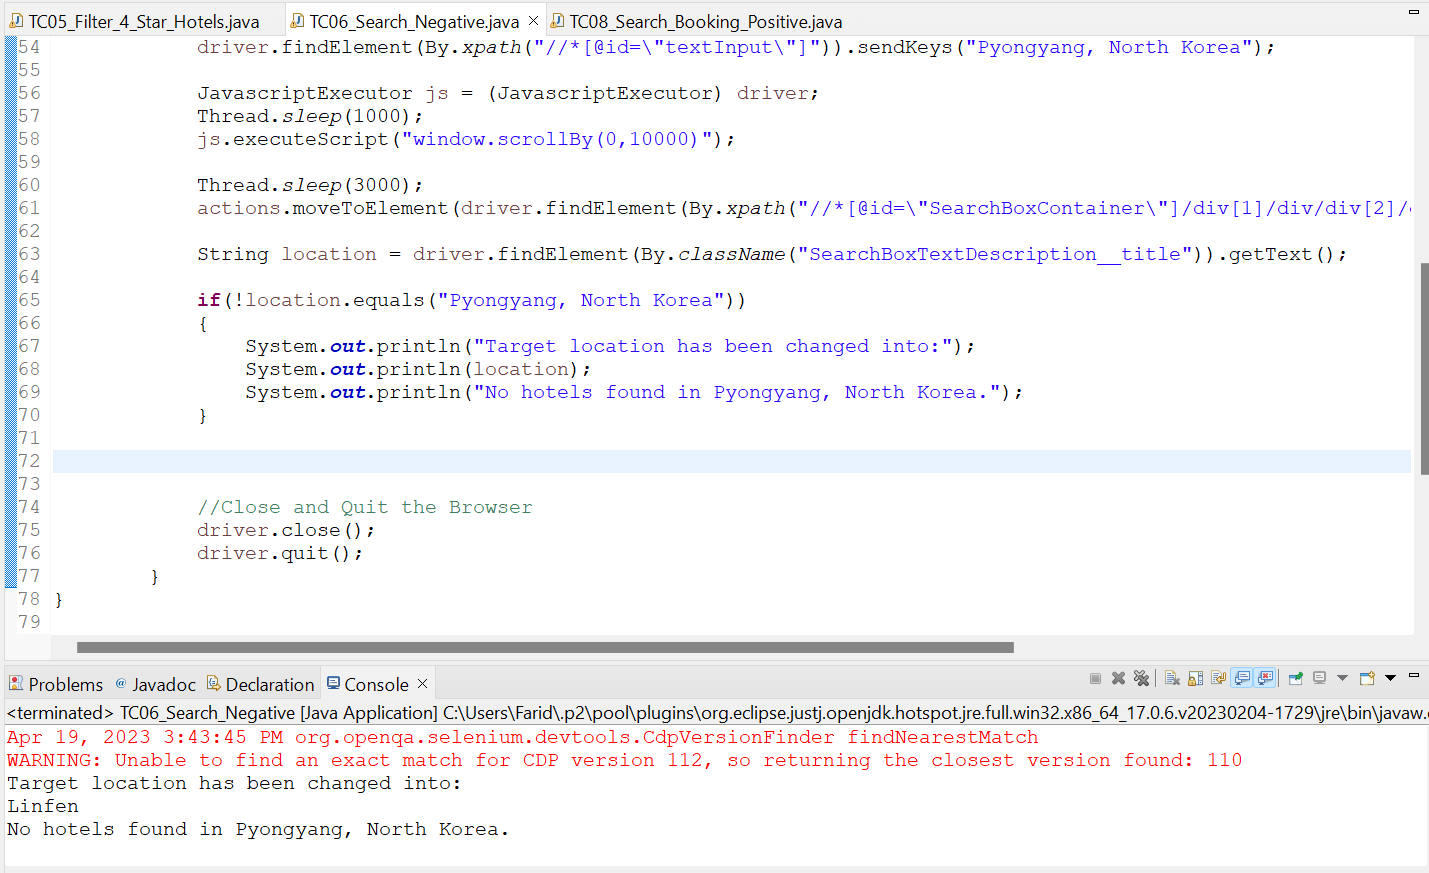 TC05_Filter_4_Star_Hotels.java TC06_Search_Negative.java TC08_Search_Booking_Positive.java
54 driver.findElement(By.xpath("//*[@id=\"textInput\"]")).sendKeys("Pyongyang, North Korea");
55
56 JavascriptExecutor js = (JavascriptExecutor) driver;
57 Thread.sleep(1000);
58 js.executeScript("window.scrollBy(0,10000)");
59
60 Thread.sleep(3000);
61 actions.moveToElement(driver.findElement(By.xpath("//*[@id=\"SearchBoxContainer\"]/div[1]/div/div[2]/
62
63 String location = driver.findElement(By.className("SearchBoxTextDescription__title")).getText();
64
65 if(!location.equals("Pyongyang, North Korea"))
66 {
67 System.out.println("Target location has been changed into:");
68 System.out.println(location);
69 System.out.println("No hotels found in Pyongyang, North Korea.");
70 }
71
72
73
74 //Close and Quit the Browser
75 driver.close();
76 driver.quit();
77 }
78 }
79
Problems @ Javadoc Declaration Console
<terminated> TC06_Search_Negative [Java Application] C:\Users\Farid\.p2\pool\plugins\org.eclipse.justj.openjdk.hotspot.jre.full.win32.x86_64_17.0.6.v20230204-1729\jre\bin\javaw.
Apr 19, 2023 3:43:45 PM org.openqa.selenium.devtools.CdpVersionFinder findNearestMatch
WARNING: Unable to find an exact match for CDP version 112, so returning the closest version found: 110
Target location has been changed into:
Linfen
No hotels found in Pyongyang, North Korea.